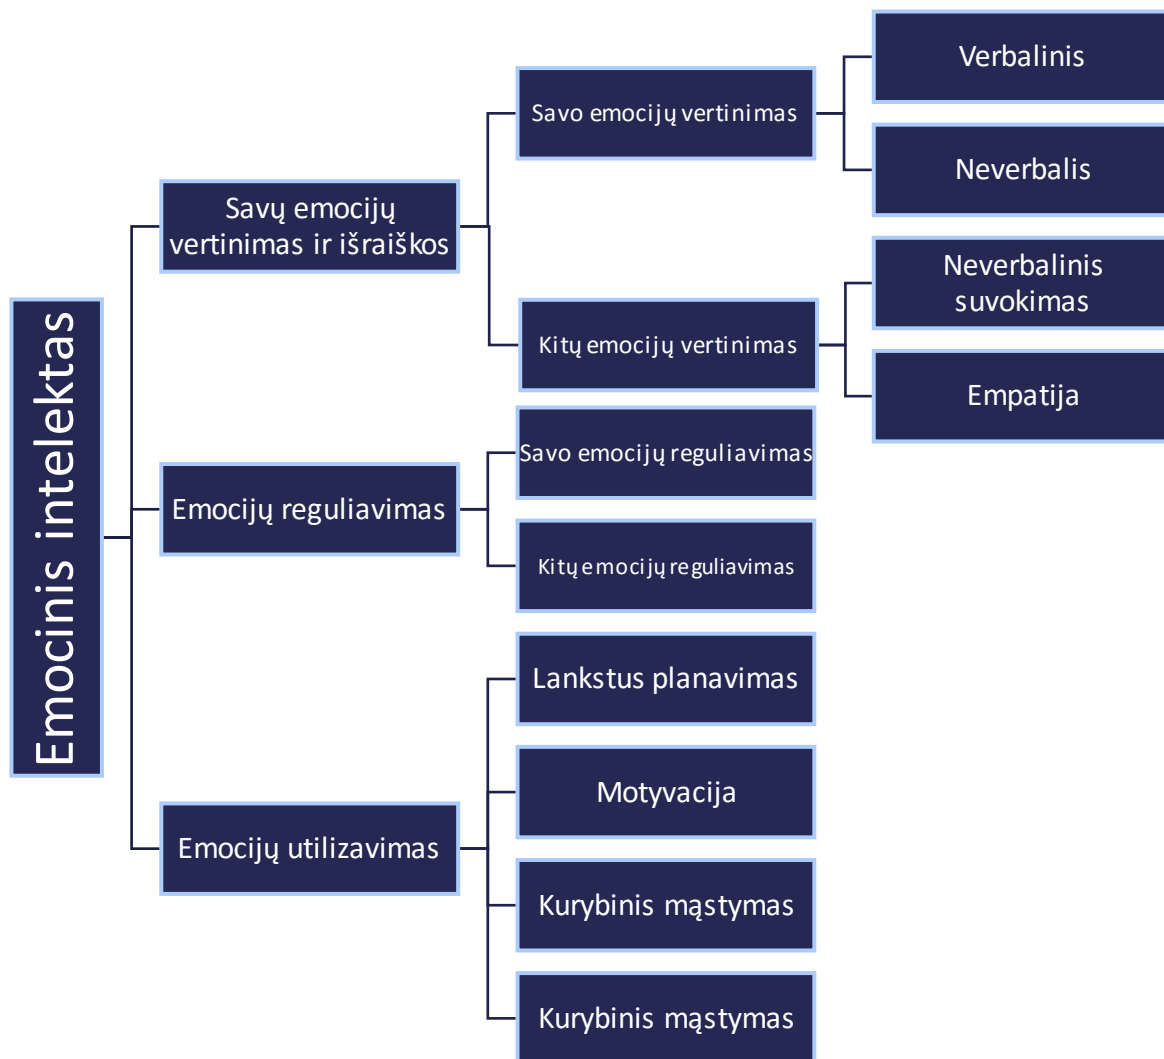 Emocinis intelektas
Savų emocijų
vertinimas ir išraiškos
Savo emocijų vertinimas
Verbalinis
Neverbalis
Kitų emocijų vertinimas
Neverbalinis
suvokimas
Empatija
Emocijų reguliavimas
Savo emocijų reguliavimas
Kitų emocijų reguliavimas
Emocijų utilizavimas
Lankstus planavimas
Motyvacija
Kurybinis mąstymas
Kurybinis mąstymas